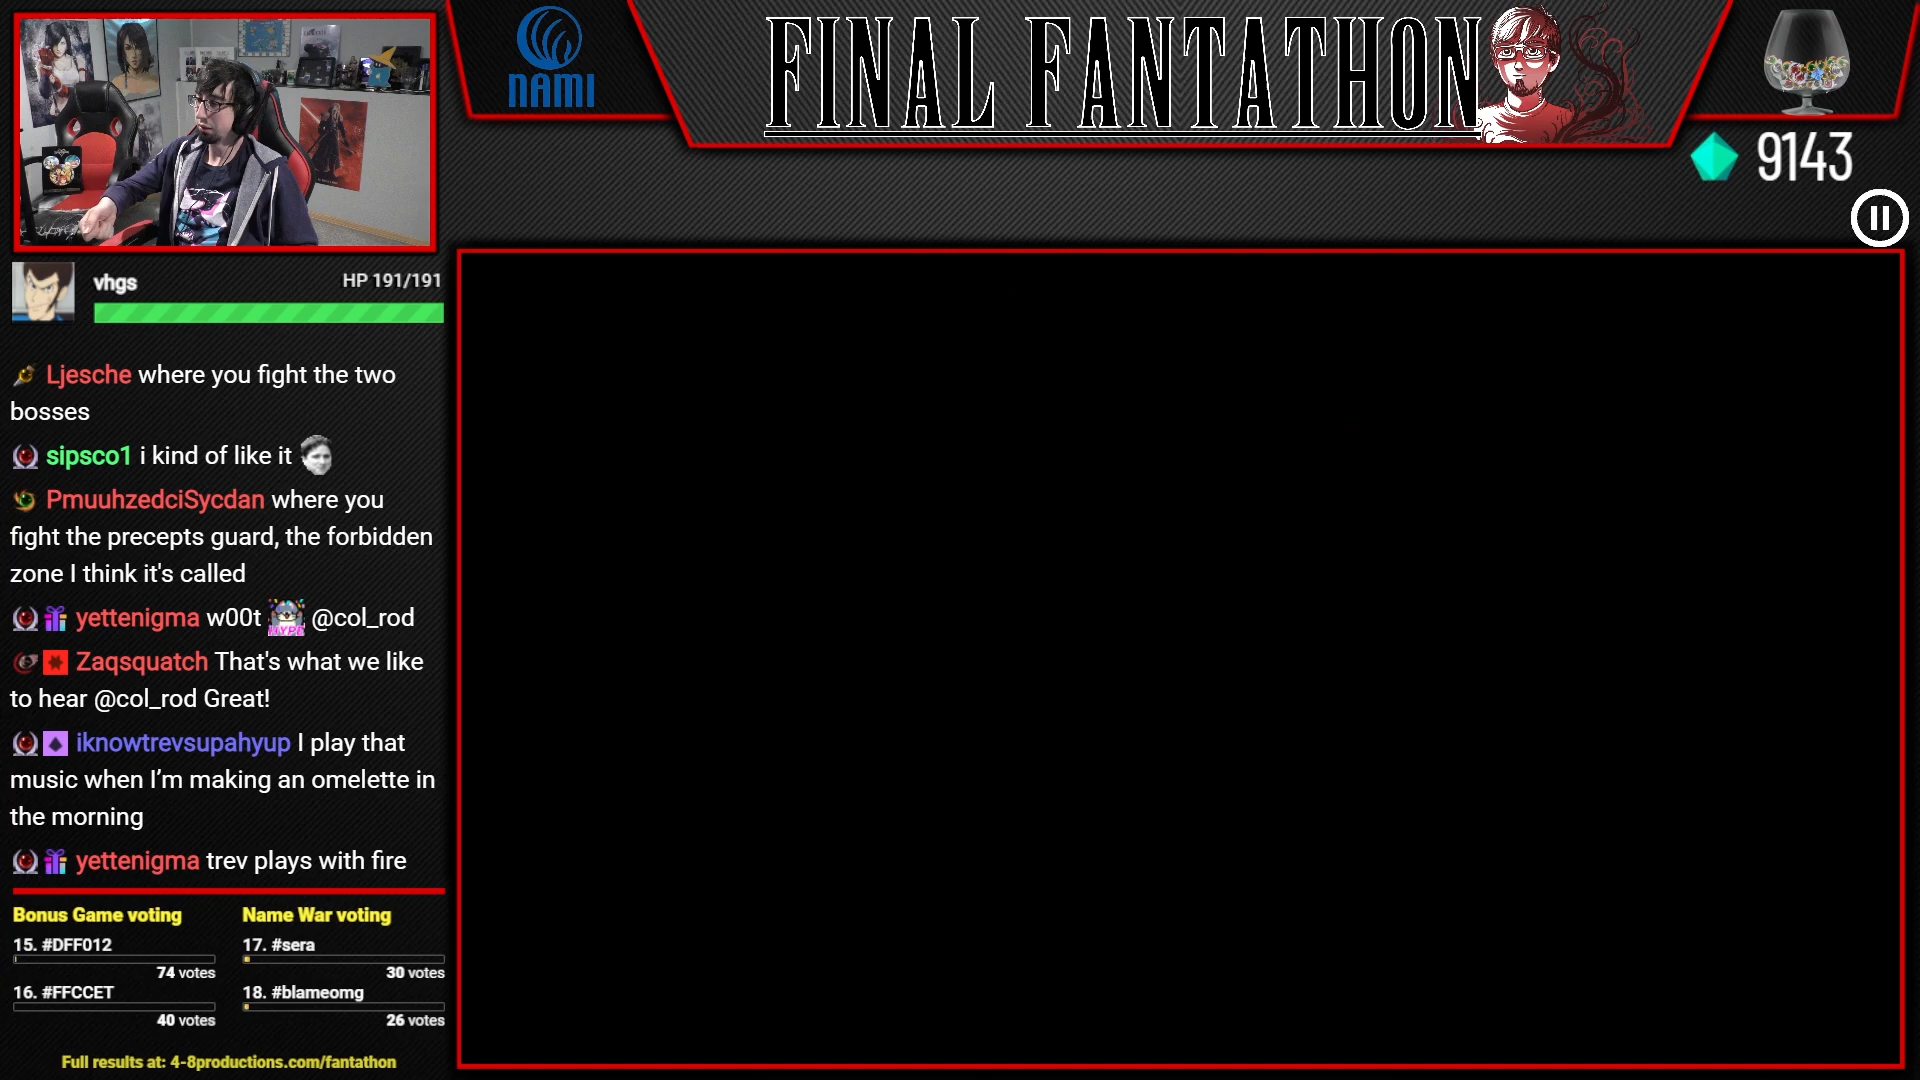 NAMI
FINAL FANTATHON
9143
vhgs
HP 191/191
Ljesche where you fight the two
bosses
sipsco1 i kind of like it
PmuuhzedciSycdan where you
fight the precepts guard, the forbidden
zone I think it's called
yettenigma w00t HYPE @col_rod
Zaqsquatch That's what we like
to hear @col_rod Great!
iknowtrevsupahyup I play that
music when I’m making an omelette in
the morning
yettenigma trev plays with fire
Bonus Game voting
15. #DFF012
74 votes
16. #FFCCET
40 votes
Name War voting
17. #sera
30 votes
18. #blameomg
26 votes
Full results at: 4-8productions.com/fantathon